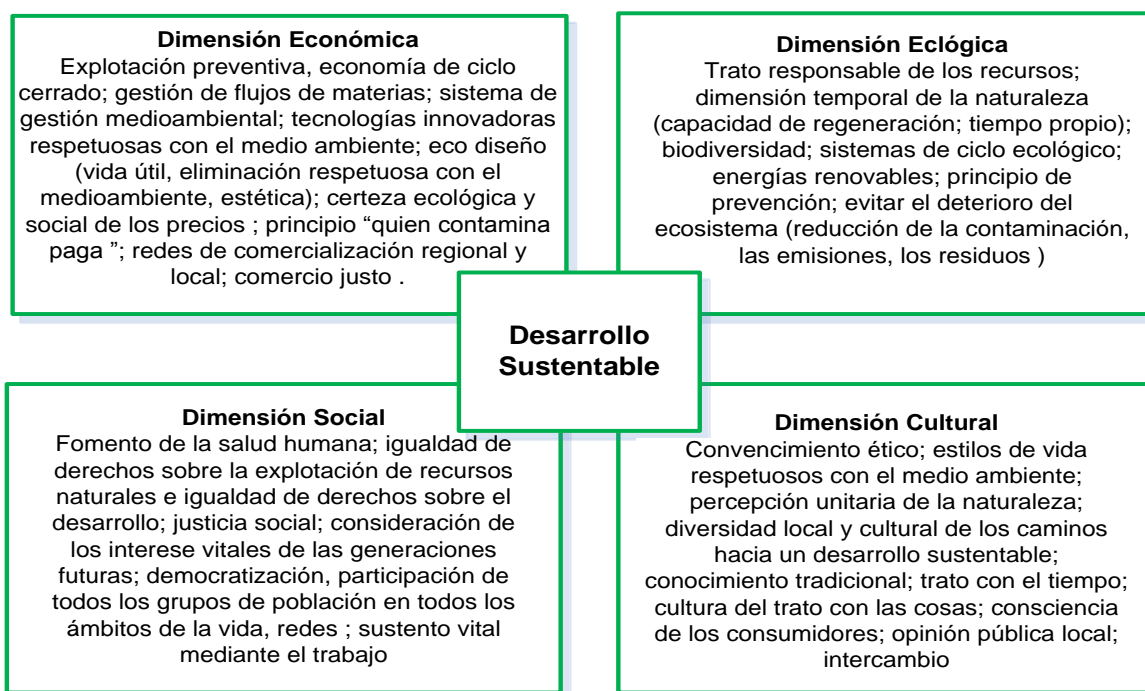 Dimensión Económica
Explotación preventiva, economía de ciclo
cerrado; gestión de flujos de materias; sistema de
gestión medioambiental; tecnologías innovadoras
respetuosas con el medio ambiente; eco diseño
(vida útil, eliminación respetuosa con el
medioambiente, estética); certeza ecológica y
social de los precios ; principio “quien contamina
paga ”; redes de comercialización regional y
local; comercio justo .
Dimensión Eclógica
Trato responsable de los recursos;
dimensión temporal de la naturaleza
(capacidad de regeneración; tiempo propio);
biodiversidad; sistemas de ciclo ecológico;
energías renovables; principio de
prevención; evitar el deterioro del
ecosistema (reducción de la contaminación,
las emisiones, los residuos )
Desarrollo
Sustentable
Dimensión Social
Fomento de la salud humana; igualdad de
derechos sobre la explotación de recursos
naturales e igualdad de derechos sobre el
desarrollo; justicia social; consideración de
los interese vitales de las generaciones
futuras; democratización, participación de
todos los grupos de población en todos los
ámbitos de la vida, redes ; sustento vital
mediante el trabajo
Dimensión Cultural
Convencimiento ético; estilos de vida
respetuosos con el medio ambiente;
percepción unitaria de la naturaleza;
diversidad local y cultural de los caminos
hacia un desarrollo sustentable;
conocimiento tradicional; trato con el tiempo;
cultura del trato con las cosas; consciencia
de los consumidores; opinión pública local;
intercambio